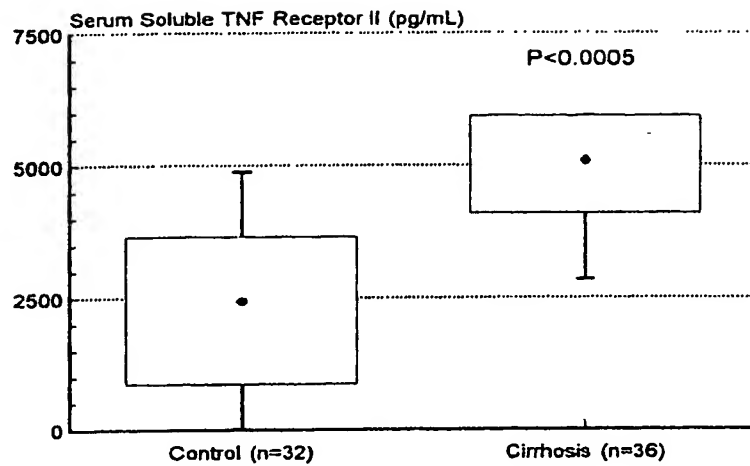 Serum Soluble TNF Receptor II (pg/mL)
7500
P<0.0005
5000
2500
0
Control (n=32)
Cirrhosis (n=36)